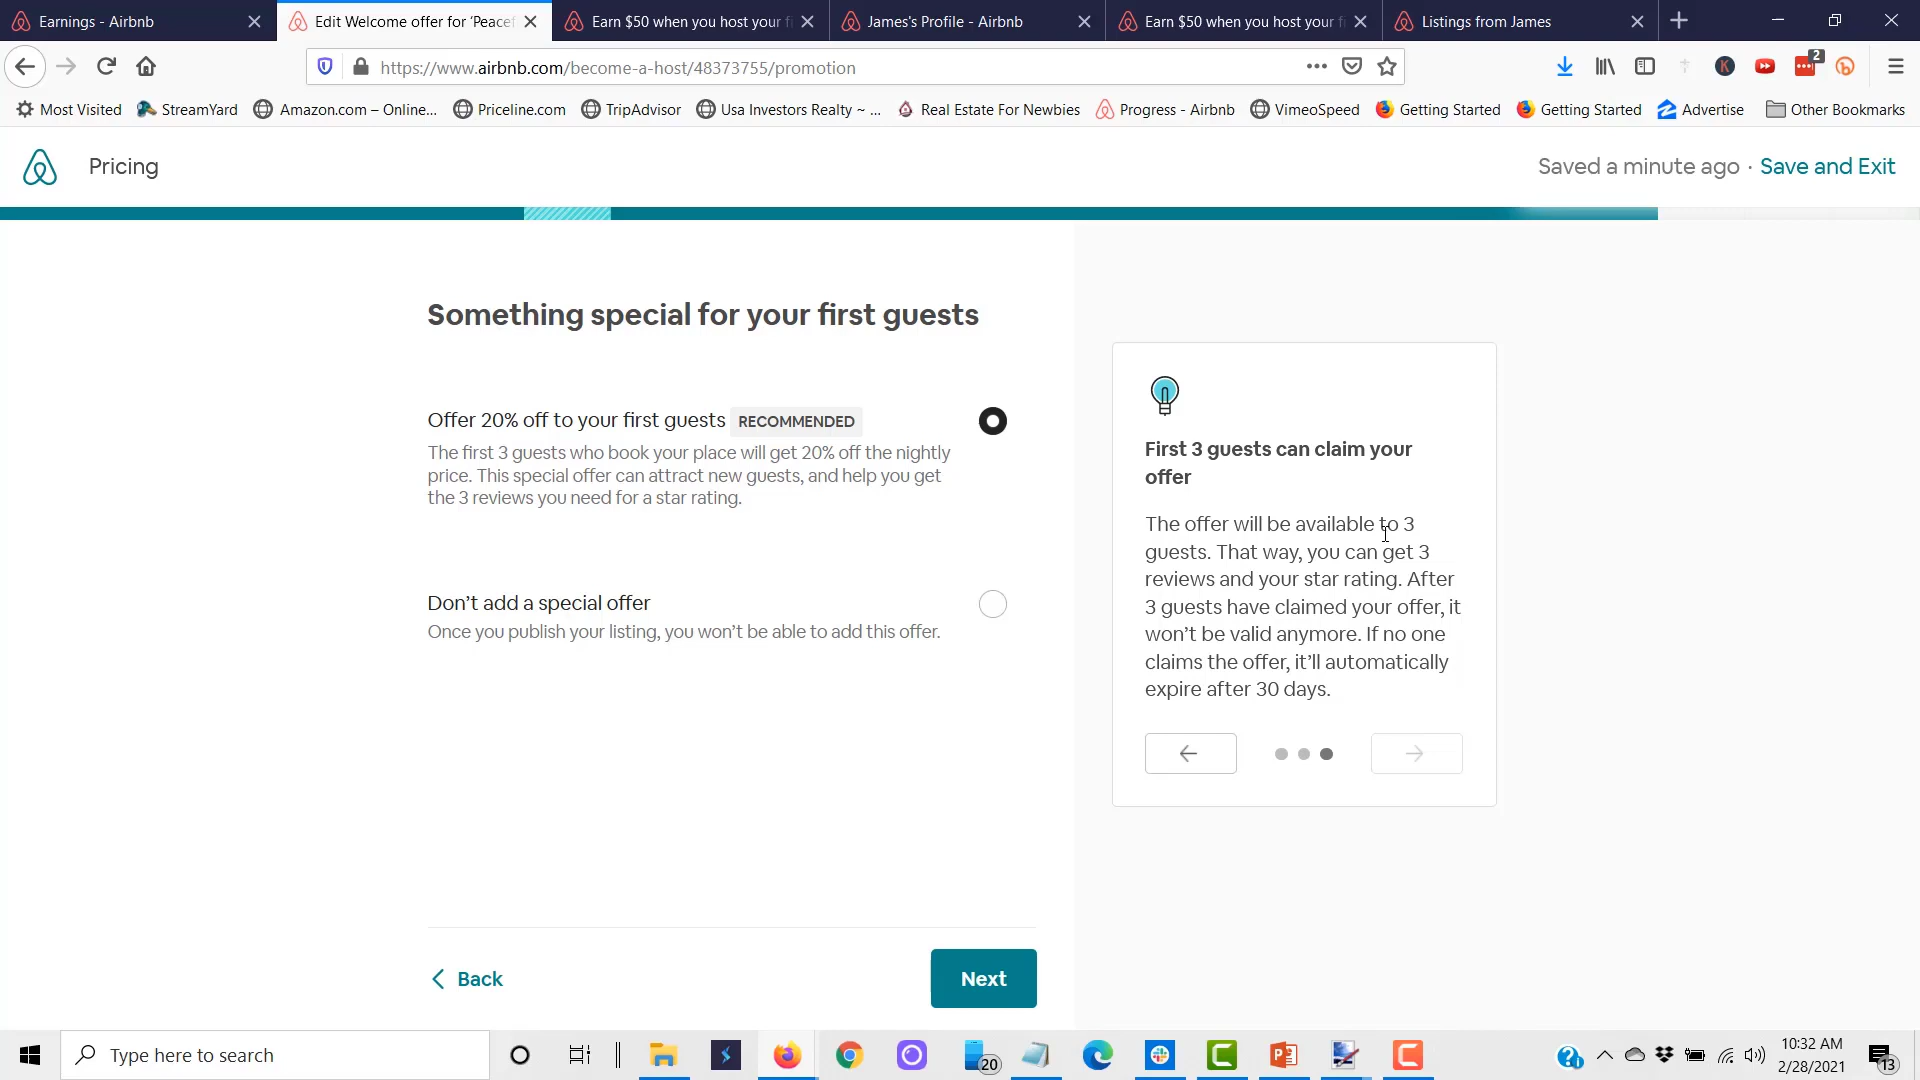 Earnings - Airbnb
Edit Welcome offer for 'Peacef
Earn $50 when you host your fi
James's Profile - Airbnb
Earn $50 when you host your fi
Listings from James
https://www.airbnb.com/become-a-host/48373755/promotion
2
Most Visited
StreamYard
Amazon.com – Online...
Priceline.com
TripAdvisor
Usa Investors Realty ~ ...
Real Estate For Newbies
Progress - Airbnb
VimeoSpeed
Getting Started
Getting Started
Advertise
Other Bookmarks
Pricing
Saved a minute ago · Save and Exit
Something special for your first guests
Offer 20% off to your first guests RECOMMENDED
The first 3 guests who book your place will get 20% off the nightly
price. This special offer can attract new guests, and help you get
the 3 reviews you need for a star rating.
Don't add a special offer
Once you publish your listing, you won't be able to add this offer.
First 3 guests can claim your
offer
The offer will be available to 3
guests. That way, you can get 3
reviews and your star rating. After
3 guests have claimed your offer, it
won't be valid anymore. If no one
claims the offer, it'll automatically
expire after 30 days.
Back
Next
Type here to search
20
10:32 AM
2/28/2021
13